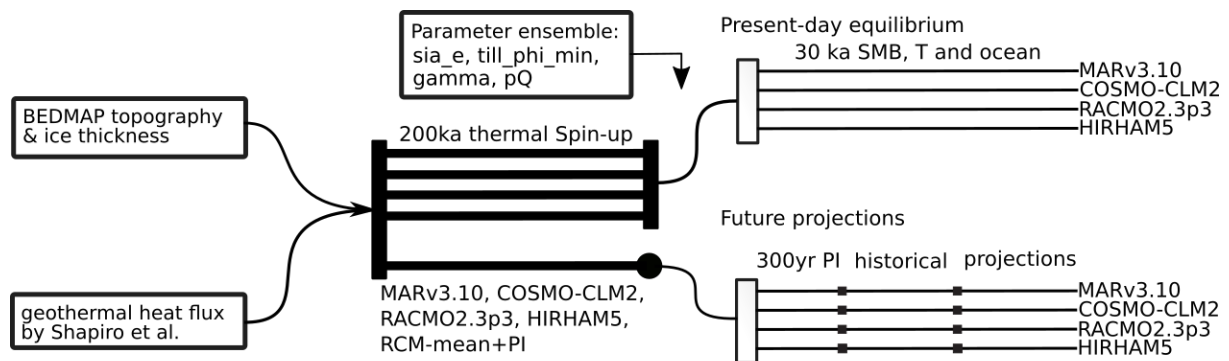 BEDMAP topography
& ice thickness
geothermal heat flux
by Shapiro et al.
Parameter ensemble:
sia_e, till_phi_min,
gamma, pQ
200ka thermal Spin-up
MARv3.10, COSMO-CLM2,
RACMO2.3p3, HIRHAM5,
RCM-mean+PI
Present-day equilibrium
30 ka SMB, T and ocean
MARv3.10
COSMO-CLM2
RACMO2.3p3
HIRHAM5
Future projections
300yr PI historical projections
MARv3.10
COSMO-CLM2
RACMO2.3p3
HIRHAM5